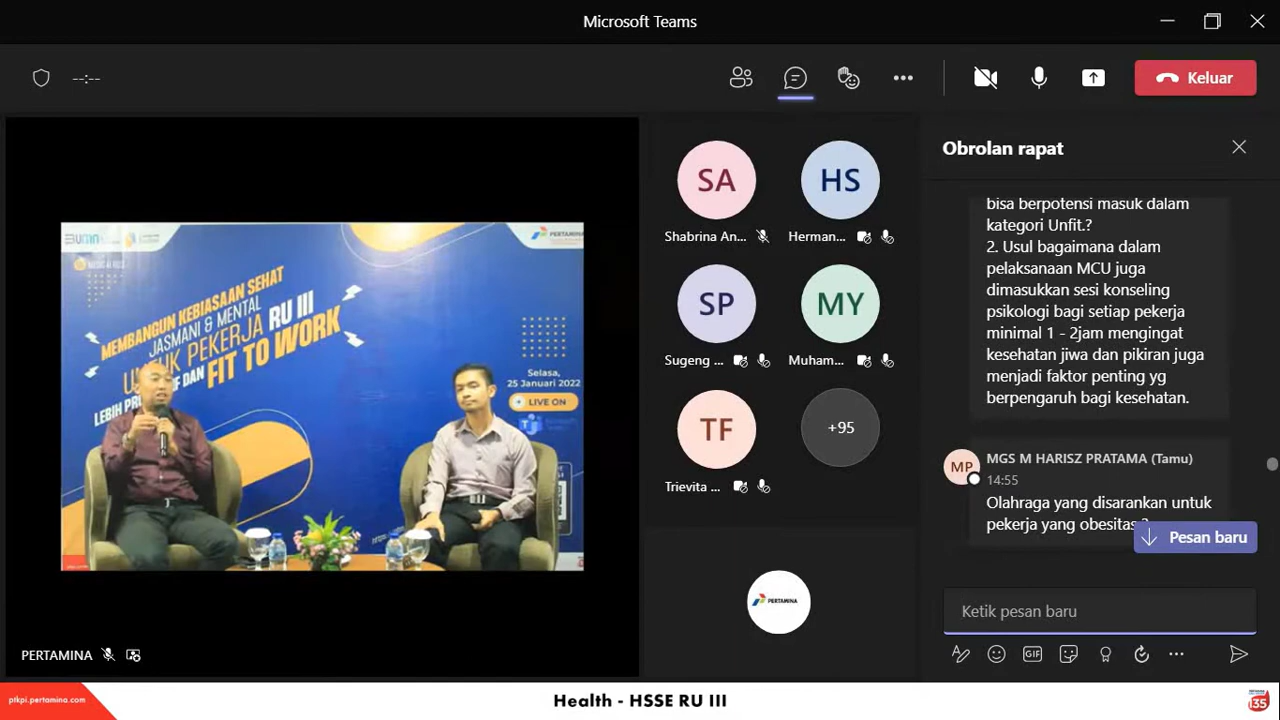 Microsoft Teams
--:--
Keluar
Obrolan rapat
bisa berpotensi masuk dalam
kategori Unfit.?
2. Usul bagaimana dalam
pelaksanaan MCU juga
dimasukkan sesi konseling
psikologi bagi setiap pekerja
minimal 1 - 2jam mengingat
kesehatan jiwa dan pikiran juga
menjadi faktor penting yg
berpengaruh bagi kesehatan.
MP
MGS M HARISZ PRATAMA (Tamu)
14:55
Olahraga yang disarankan untuk
pekerja yang obesitas ?
Pesan baru
Ketik pesan baru
GIF
SA
Shabrina An...
HS
Herman...
SP
Sugeng ...
MY
Muham...
TF
Trievita ...
+95
PERTAMINA
PERTAMINA
MEMBANGUN KEBIASAAN SEHAT
JASMANI & MENTAL
UNTUK PEKERJA RU III
LEBIH DAN FIT TO WORK
Selasa,
25 Januari 2022
LIVE ON
PERTAMINA
ptkpi.pertamina.com
Health - HSSE RU III
135